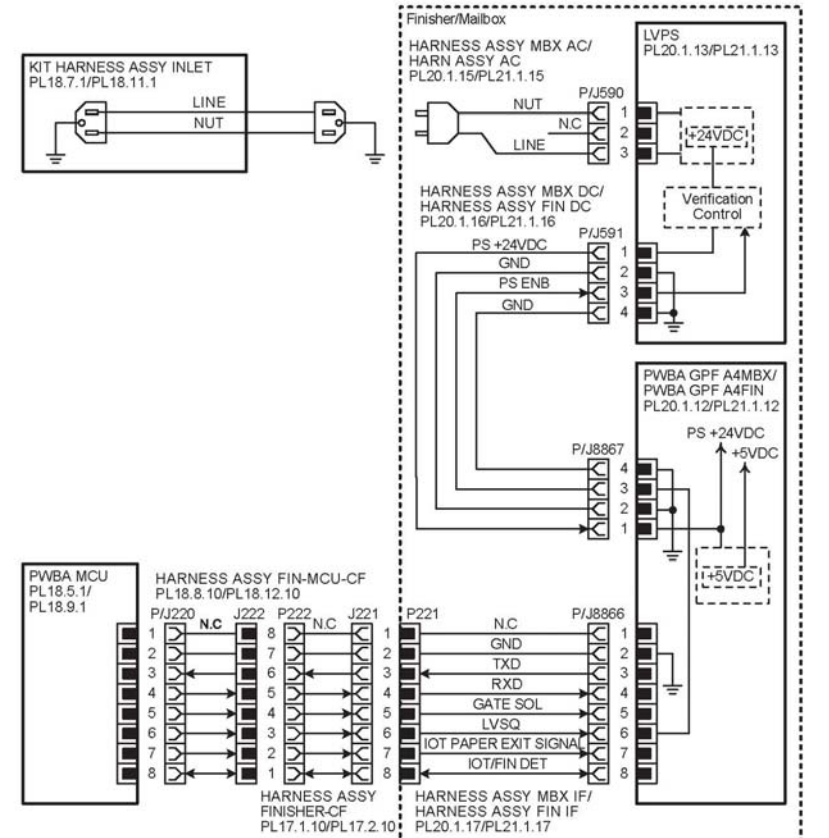 Finisher/Mailbox
KIT HARNESS ASSY INLET
PL18.7.1/PL18.11.1
LINE
NUT
HARNESS ASSY MBX AC/
HARN ASSY AC
PL20.1.15/PL21.1.15
P/J590
NUT
N.C
LINE
1
2
3
LVPS
PL20.1.13/PL21.1.13
+24VDC
Verification
Control
HARNESS ASSY MBX DC/
HARNESS ASSY FIN DC
PL20.1.16/PL21.1.16
P/J591
PS +24VDC
GND
PS ENB
GND
1
2
3
4
PWBA GPF A4MBX/
PWBA GPF A4FIN
PL20.1.12/PL21.1.12
PS +24VDC
+5VDC
+5VDC
P/J8867
4
3
2
1
PWBA MCU
PL18.5.1/
PL18.9.1
HARNESS ASSY FIN-MCU-CF
PL18.8.10/PL18.12.10
P/J220 J222 P222 J221 P221 P/J8866
1 N.C 8 N.C 1 N.C 1
2 7 2 GND 2
3 6 3 TXD 3
4 5 4 RXD 4
5 4 5 GATE SOL 5
6 3 6 LVSQ 6
7 2 7 IOT PAPER EXIT SIGNAL 7
8 1 8 IOT/FIN DET 8
HARNESS ASSY
FINISHER-CF
PL17.1.10/PL17.2.10
HARNESS ASSY MBX IF/
HARNESS ASSY FIN IF
PL20.1.17/PL21.1.17